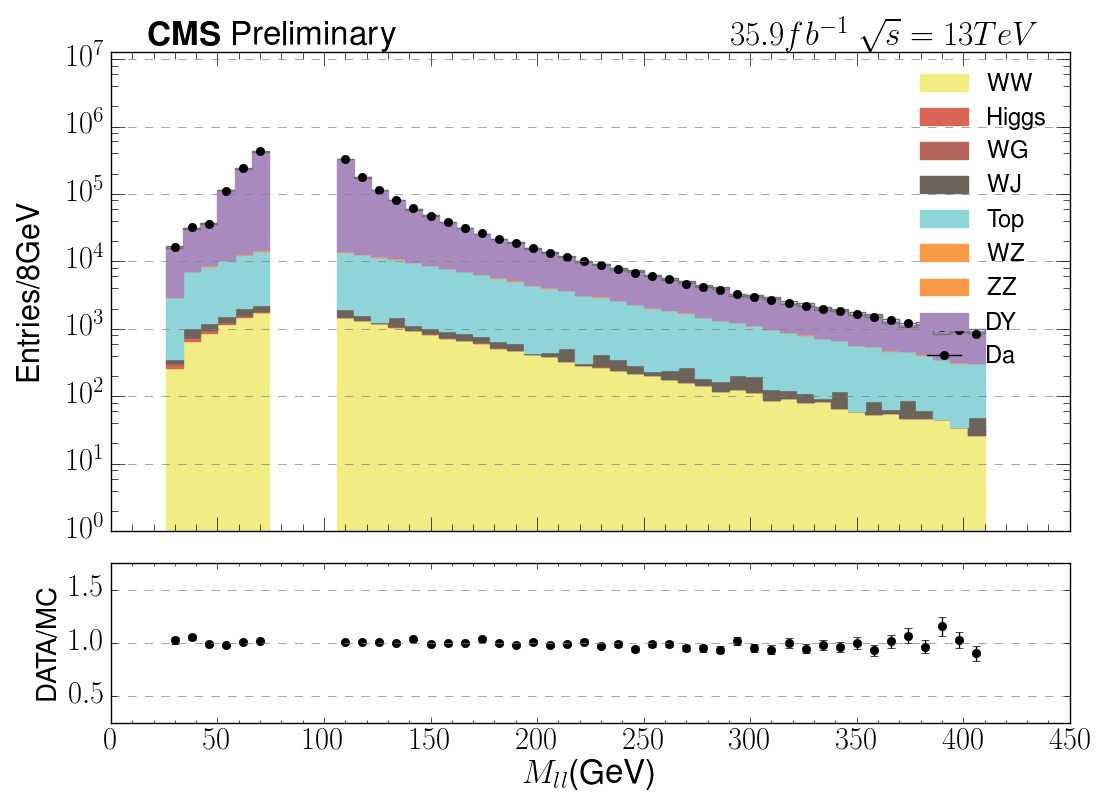 CMS Preliminary
35.9fb⁻¹ √s = 13TeV
Entries/8GeV
10⁷
10⁶
10⁵
10⁴
10³
10²
10¹
10⁰
WW
Higgs
WG
WJ
Top
WZ
ZZ
DY
Da
DATA/MC
1.5
1.0
0.5
0 50 100 150 200 250 300 350 400 450
M_{ll}(GeV)